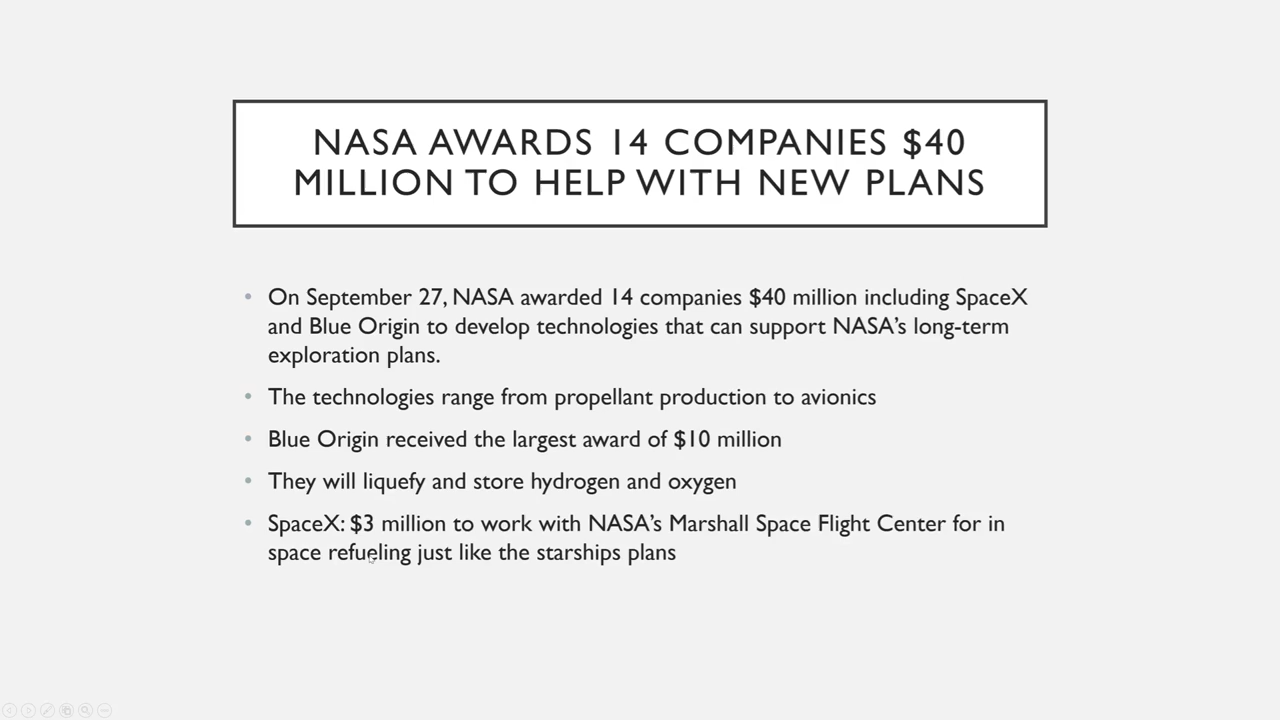 NASA AWARDS 14 COMPANIES $40
MILLION TO HELP WITH NEW PLANS
• On September 27, NASA awarded 14 companies $40 million including SpaceX
and Blue Origin to develop technologies that can support NASA's long-term
exploration plans.
• The technologies range from propellant production to avionics
• Blue Origin received the largest award of $10 million
• They will liquefy and store hydrogen and oxygen
• SpaceX: $3 million to work with NASA's Marshall Space Flight Center for in
space refueling just like the starships plans